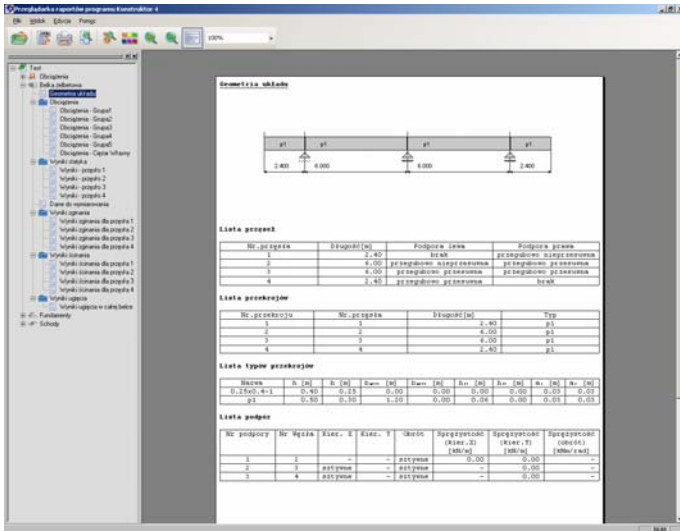 Przeglądarka raportów programu Konstruktor 4
Plik Widok Edycja Pomoc
100%
Test
Obciążenia
Belka żelbetowa
Geometria układu
Obciążenia
Obciążenia - Grupa1
Obciążenia - Grupa2
Obciążenia - Grupa3
Obciążenia - Grupa4
Obciążenia - Grupa5
Obciążenia - Ciężar Własny
Wyniki statyka
Wyniki - przęsło 1
Wyniki - przęsło 2
Wyniki - przęsło 3
Wyniki - przęsło 4
Dane do wymiarowania
Wyniki zginania
Wyniki zginania dla przęsła 1
Wyniki zginania dla przęsła 2
Wyniki zginania dla przęsła 3
Wyniki zginania dla przęsła 4
Wyniki ścinania
Wyniki ścinania dla przęsła 1
Wyniki ścinania dla przęsła 2
Wyniki ścinania dla przęsła 3
Wyniki ścinania dla przęsła 4
Wyniki ugięcia
Wyniki ugięcia w całej belce
Fundamenty
Schody
Geometria układu
p1 p1 p1 p1
2.400 6.000 6.000 2.400
Lista przęseł
Nr.przęsła Długość[m] Podpora lewa Podpora prawa
1 2.40 brak przegubowo nieprzesuwna
2 6.00 przegubowo nieprzesuwna przegubowo przesuwna
3 6.00 przegubowo przesuwna przegubowo przesuwna
4 2.40 przegubowo przesuwna brak
Lista przekrojów
Nr.przekroju Nr.przęsła Długość[m] Typ
1 1 2.40 p1
2 2 6.00 p1
3 3 6.00 p1
4 4 2.40 p1
Lista typów przekrojów
Nazwa h [m] b [m] [m] [m] [m] [m] [m] [m]
0.25x0.4-1 0.40 0.25 0.00 0.00 0.00 0.00 0.03 0.03
p1 0.50 0.30 1.20 0.00 0.06 0.00 0.03 0.03
Lista podpór
Nr podpory Nr Węzła Kier. X Kier. Y Obrót Sprężystość Sprężystość Sprężystość
(kier.X) (kier.Y) (obrót)
[kN/m] [kN/m] [kNm/rad]
1 2 - - sztywne 0.00 0.00 -
2 3 sztywne - sztywne - 0.00 -
3 4 sztywne - sztywne - 0.00 -